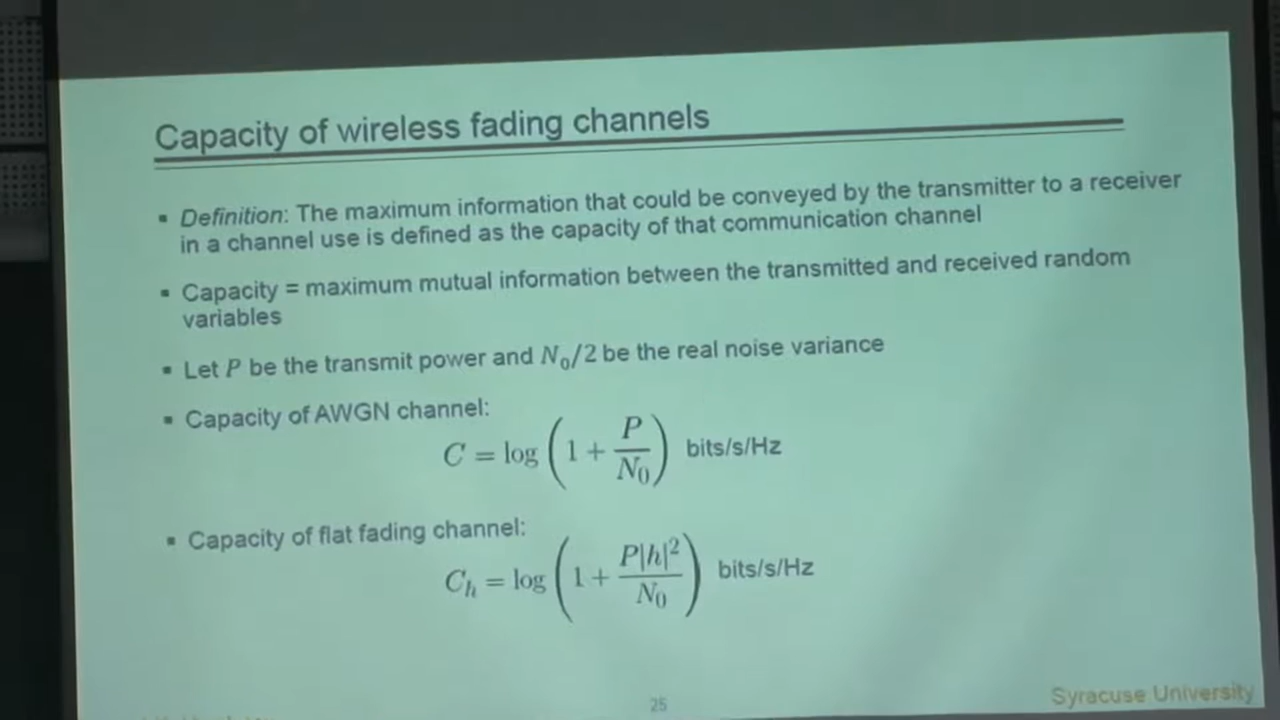 Capacity of wireless fading channels
▪ Definition: The maximum information that could be conveyed by the transmitter to a receiver
in a channel use is defined as the capacity of that communication channel
▪ Capacity = maximum mutual information between the transmitted and received random
variables
▪ Let P be the transmit power and N₀/2 be the real noise variance
▪ Capacity of AWGN channel:
C = log (1 + P/N₀) bits/s/Hz
▪ Capacity of flat fading channel:
Cₕ = log (1 + P|h|²/N₀) bits/s/Hz
25
Syracuse University